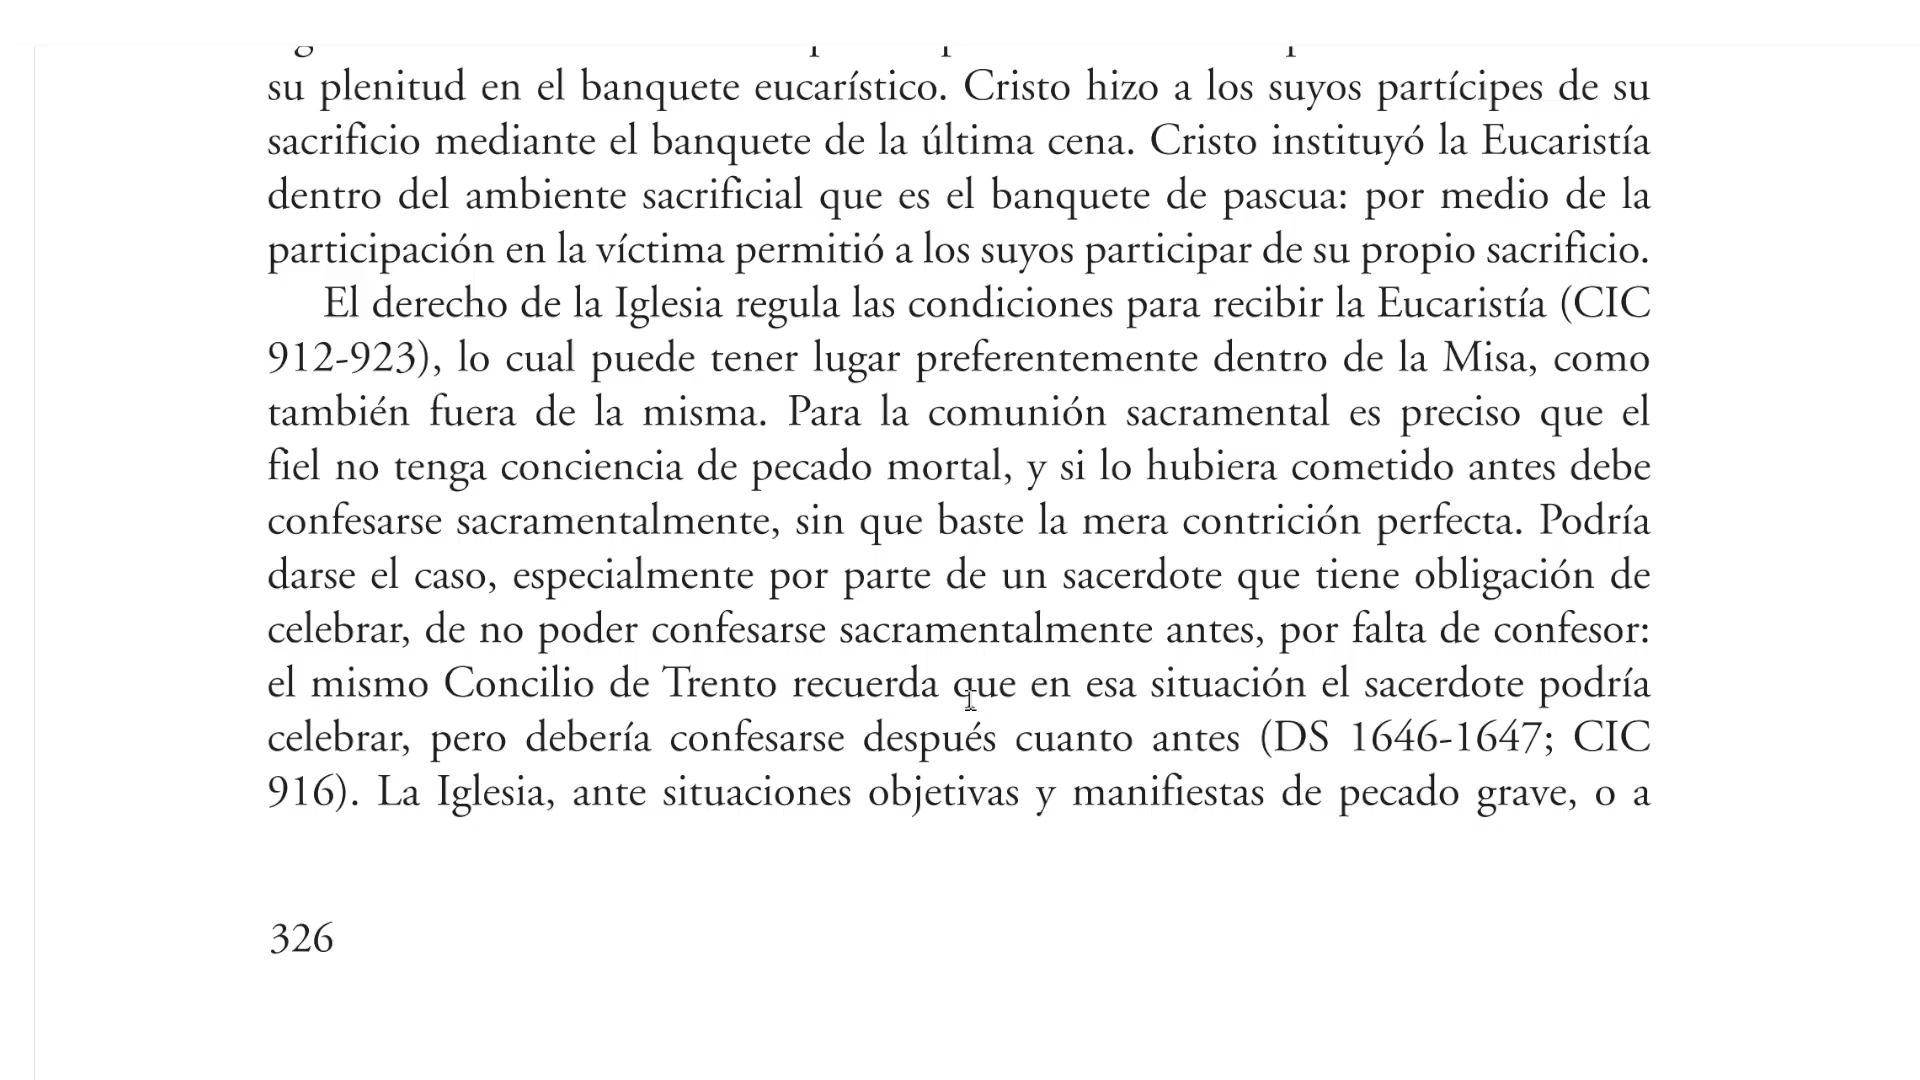 su plenitud en el banquete eucarístico. Cristo hizo a los suyos partícipes de su
sacrificio mediante el banquete de la última cena. Cristo instituyó la Eucaristía
dentro del ambiente sacrificial que es el banquete de pascua: por medio de la
participación en la víctima permitió a los suyos participar de su propio sacrificio.
El derecho de la Iglesia regula las condiciones para recibir la Eucaristía (CIC
912-923), lo cual puede tener lugar preferentemente dentro de la Misa, como
también fuera de la misma. Para la comunión sacramental es preciso que el
fiel no tenga conciencia de pecado mortal, y si lo hubiera cometido antes debe
confesarse sacramentalmente, sin que baste la mera contrición perfecta. Podría
darse el caso, especialmente por parte de un sacerdote que tiene obligación de
celebrar, de no poder confesarse sacramentalmente antes, por falta de confesor:
el mismo Concilio de Trento recuerda que en esa situación el sacerdote podría
celebrar, pero debería confesarse después cuanto antes (DS 1646-1647; CIC
916). La Iglesia, ante situaciones objetivas y manifiestas de pecado grave, o a
326